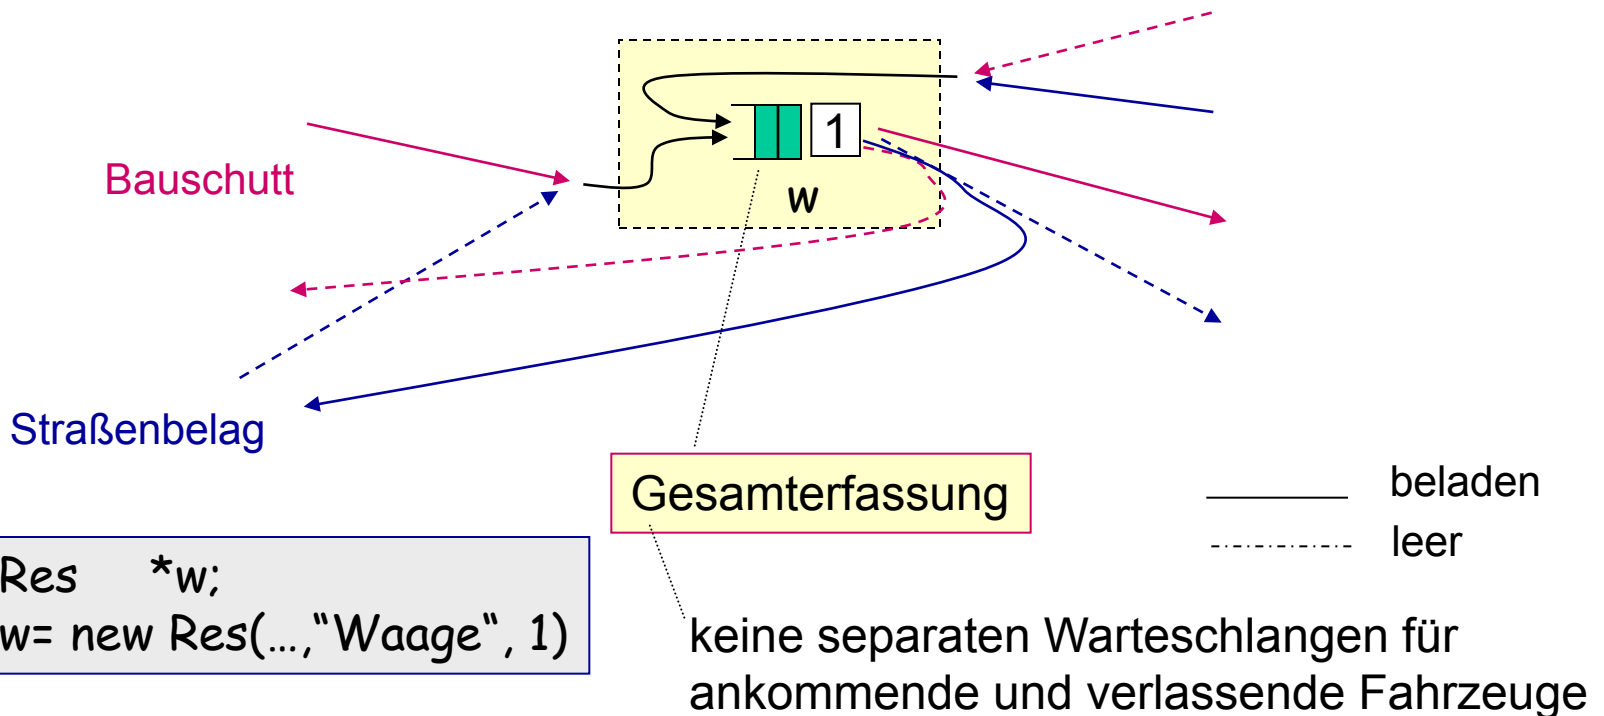 1
Bauschutt
w
Straßenbelag
Gesamterfassung
beladen
leer
Res *w;
w= new Res(…,“Waage“, 1)
keine separaten Warteschlangen für
ankommende und verlassende Fahrzeuge